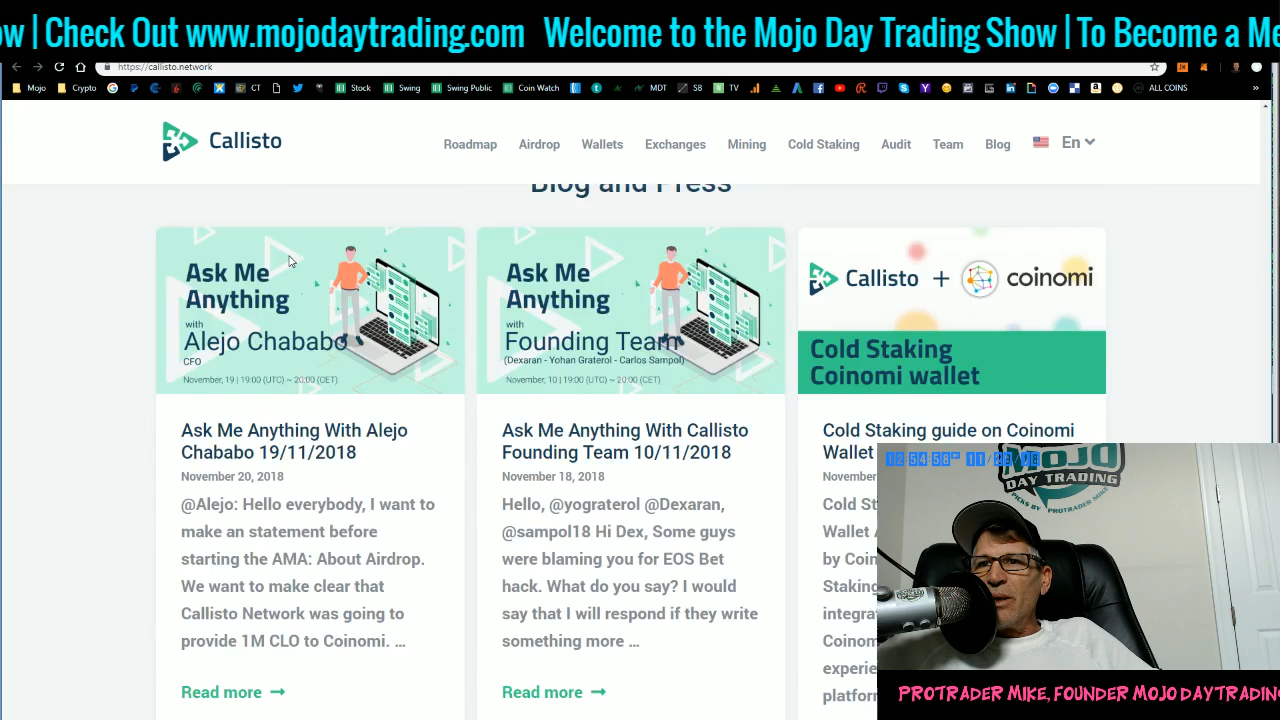 ow | Check Out www.mojodaytrading.com Welcome to the Mojo Day Trading Show | To Become a Me
https://callisto.network
Mojo Crypto CT Stock Swing Swing Public Coin Watch MDT SB TV ALL COINS »
Callisto Roadmap Airdrop Wallets Exchanges Mining Cold Staking Audit Team Blog En
Blog and Press
Ask Me
Anything
with
Alejo Chababo
CFO
November, 19 | 19:00 (UTC) ~ 20:00 (CET)
Ask Me Anything With Alejo
Chababo 19/11/2018
November 20, 2018
@Alejo: Hello everybody, I want to
make an statement before
starting the AMA: About Airdrop.
We want to make clear that
Callisto Network was going to
provide 1M CLO to Coinomi. ...
Read more →
Ask Me
Anything
with
Founding Team
(Dexaran - Yohan Graterol - Carlos Sampol)
November, 10 | 19:00 (UTC) ~ 20:00 (CET)
Ask Me Anything With Callisto
Founding Team 10/11/2018
November 18, 2018
Hello, @yograterol @Dexaran,
@sampol18 Hi Dex, Some guys
were blaming you for EOS Bet
hack. What do you say? I would
say that I will respond if they write
something more ...
Read more →
Callisto + coinomi
Cold Staking
Coinomi wallet
Cold Staking guide on Coinomi
Wallet
Novembe
Cold St
Wallet
by Coin
Staking
integra
Coinom
experie
platfor
MOJO
DAY TRADING
PICKS BY PROTRADER MIKE
PROTRADER MIKE, FOUNDER MOJO DAYTRADING